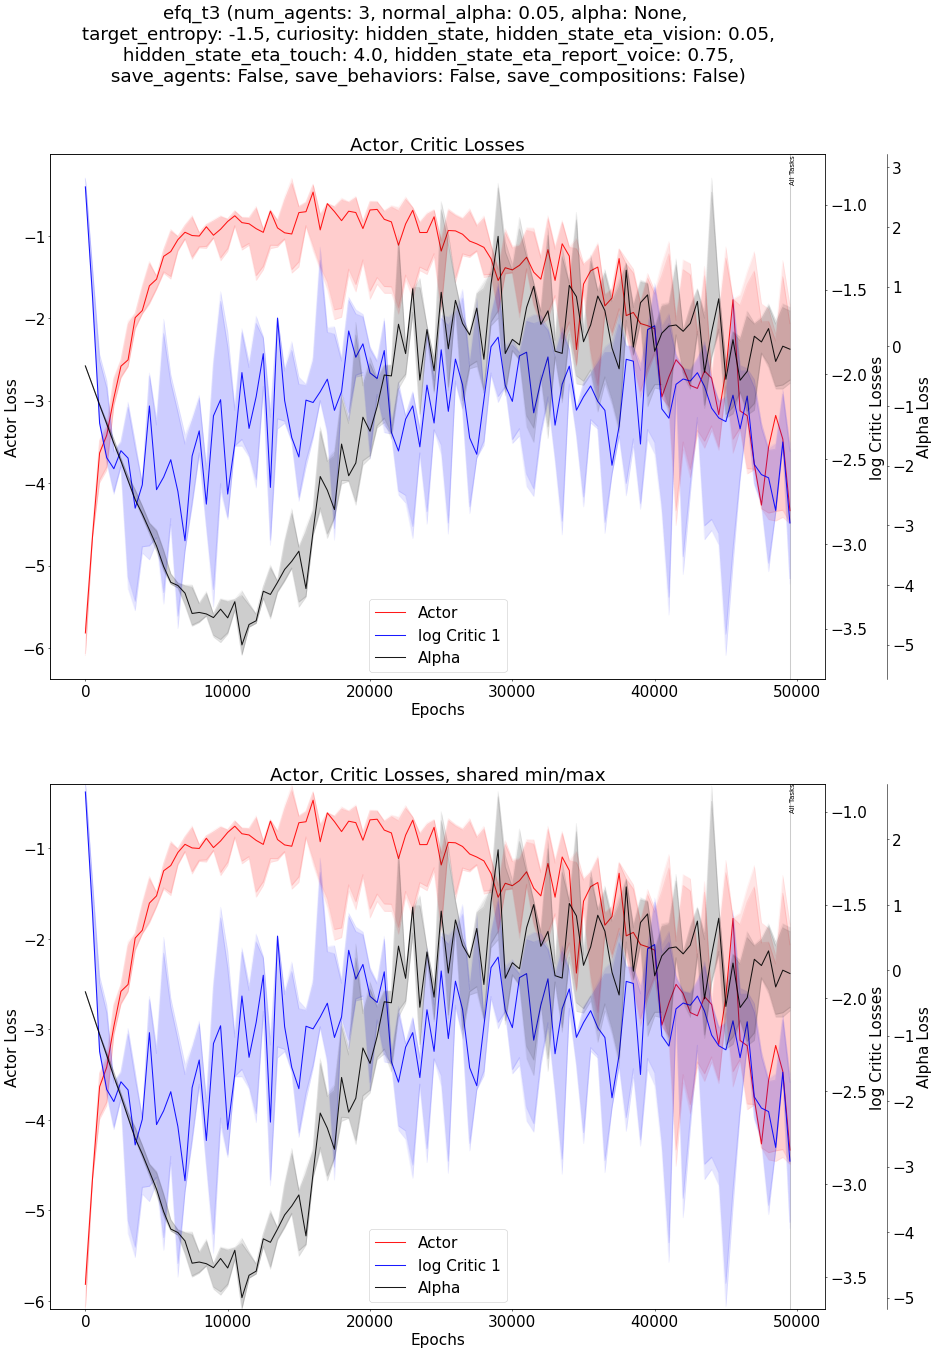 efq_t3 (num_agents: 3, normal_alpha: 0.05, alpha: None,
target_entropy: -1.5, curiosity: hidden_state, hidden_state_eta_vision: 0.05,
hidden_state_eta_touch: 4.0, hidden_state_eta_report_voice: 0.75,
save_agents: False, save_behaviors: False, save_compositions: False)
Actor, Critic Losses
All Tasks
−1
−2
−3
−4
−5
−6
Actor Loss
−1.0
−1.5
−2.0
−2.5
−3.0
−3.5
log Critic Losses
3
2
1
0
−1
−2
−3
−4
−5
Alpha Loss
Actor
log Critic 1
Alpha
0 10000 20000 30000 40000 50000
Epochs
Actor, Critic Losses, shared min/max
All Tasks
−1
−2
−3
−4
−5
−6
Actor Loss
−1.0
−1.5
−2.0
−2.5
−3.0
−3.5
log Critic Losses
2
1
0
−1
−2
−3
−4
−5
Alpha Loss
Actor
log Critic 1
Alpha
0 10000 20000 30000 40000 50000
Epochs